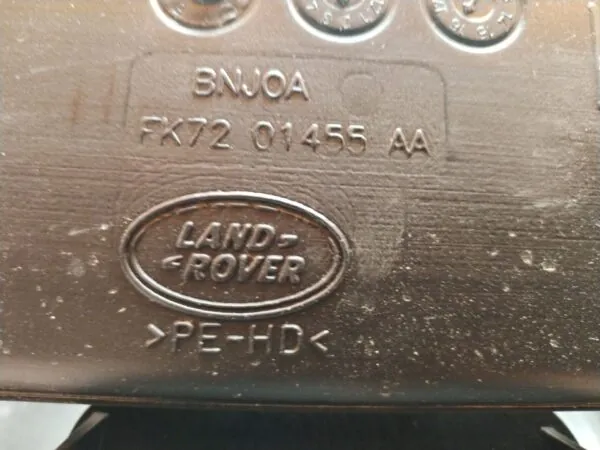 BNJOA
FK72 01455 AA
LAND
ROVER
>PE-HD<